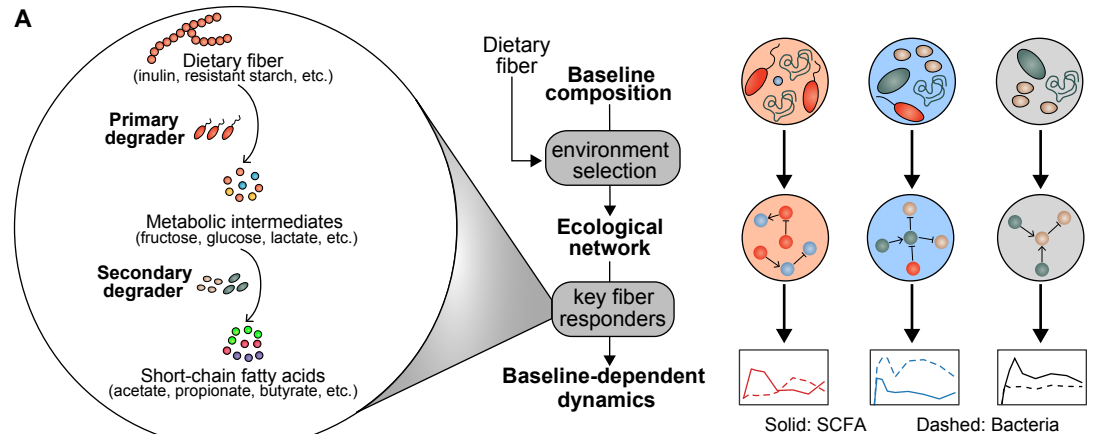 A
Dietary fiber
(inulin, resistant starch, etc.)
Primary
degrader
Metabolic intermediates
(fructose, glucose, lactate, etc.)
Secondary
degrader
Short-chain fatty acids
(acetate, propionate, butyrate, etc.)
Dietary
fiber
Baseline
composition
environment
selection
Ecological
network
key fiber
responders
Baseline-dependent
dynamics
Solid: SCFA
Dashed: Bacteria